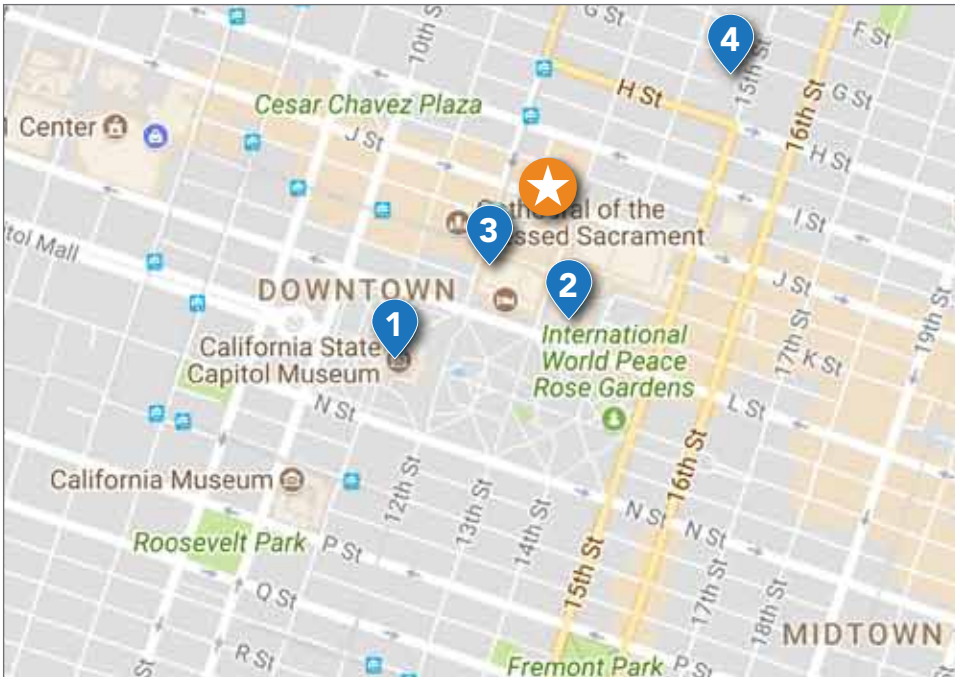 G St
15th St
4
F St
10th St
G St
H St
16th St
Cesar Chavez Plaza
1 Center
J St
H St
Cathedral of the
Blessed Sacrament
3
I St
itol Mall
DOWNTOWN
2
J St
1
International
World Peace
Rose Gardens
California State
Capitol Museum
17th St
19th St
K St
N St
L St
California Museum
12th St
13th St
14th St
16th St
N St
N St
Roosevelt Park
P St
15th St
17th St
18th St
Q St
MIDTOWN
R St
Fremont Park
P St
St